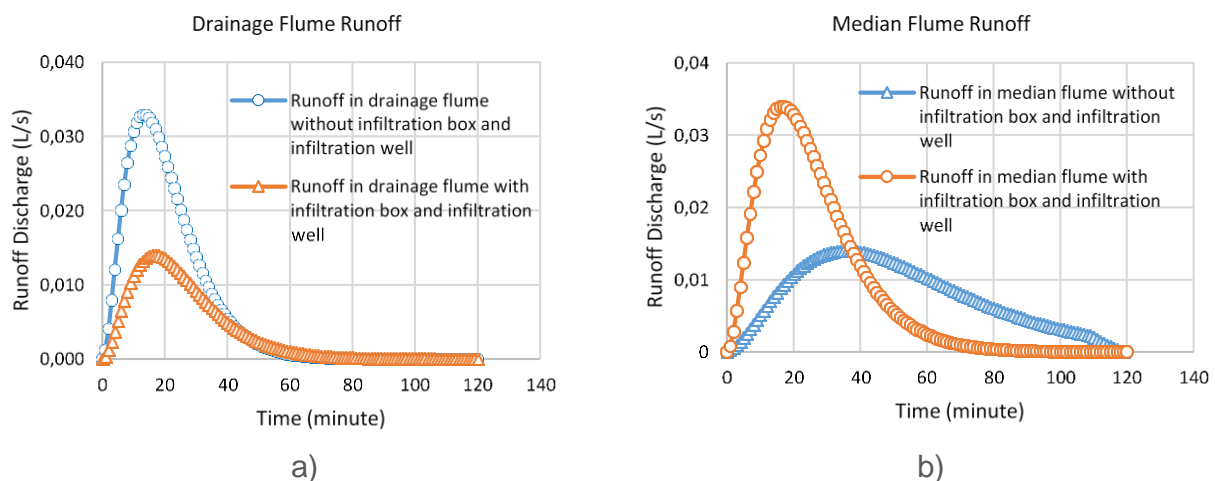 Drainage Flume Runoff
Runoff Discharge (L/s)
0,040
0,030
0,020
0,010
0,000
Runoff in drainage flume
without infiltration box and
infiltration well
Runoff in drainage flume with
infiltration box and infiltration
well
0
20
40
60
80
100
120
140
Time (minute)
a)
Median Flume Runoff
Runoff Discharge (L/s)
0,04
0,03
0,02
0,01
0
Runoff in median flume without
infiltration box and infiltration
well
Runoff in median flume with
infiltration box and infiltration
well
0
20
40
60
80
100
120
140
Time (minute)
b)